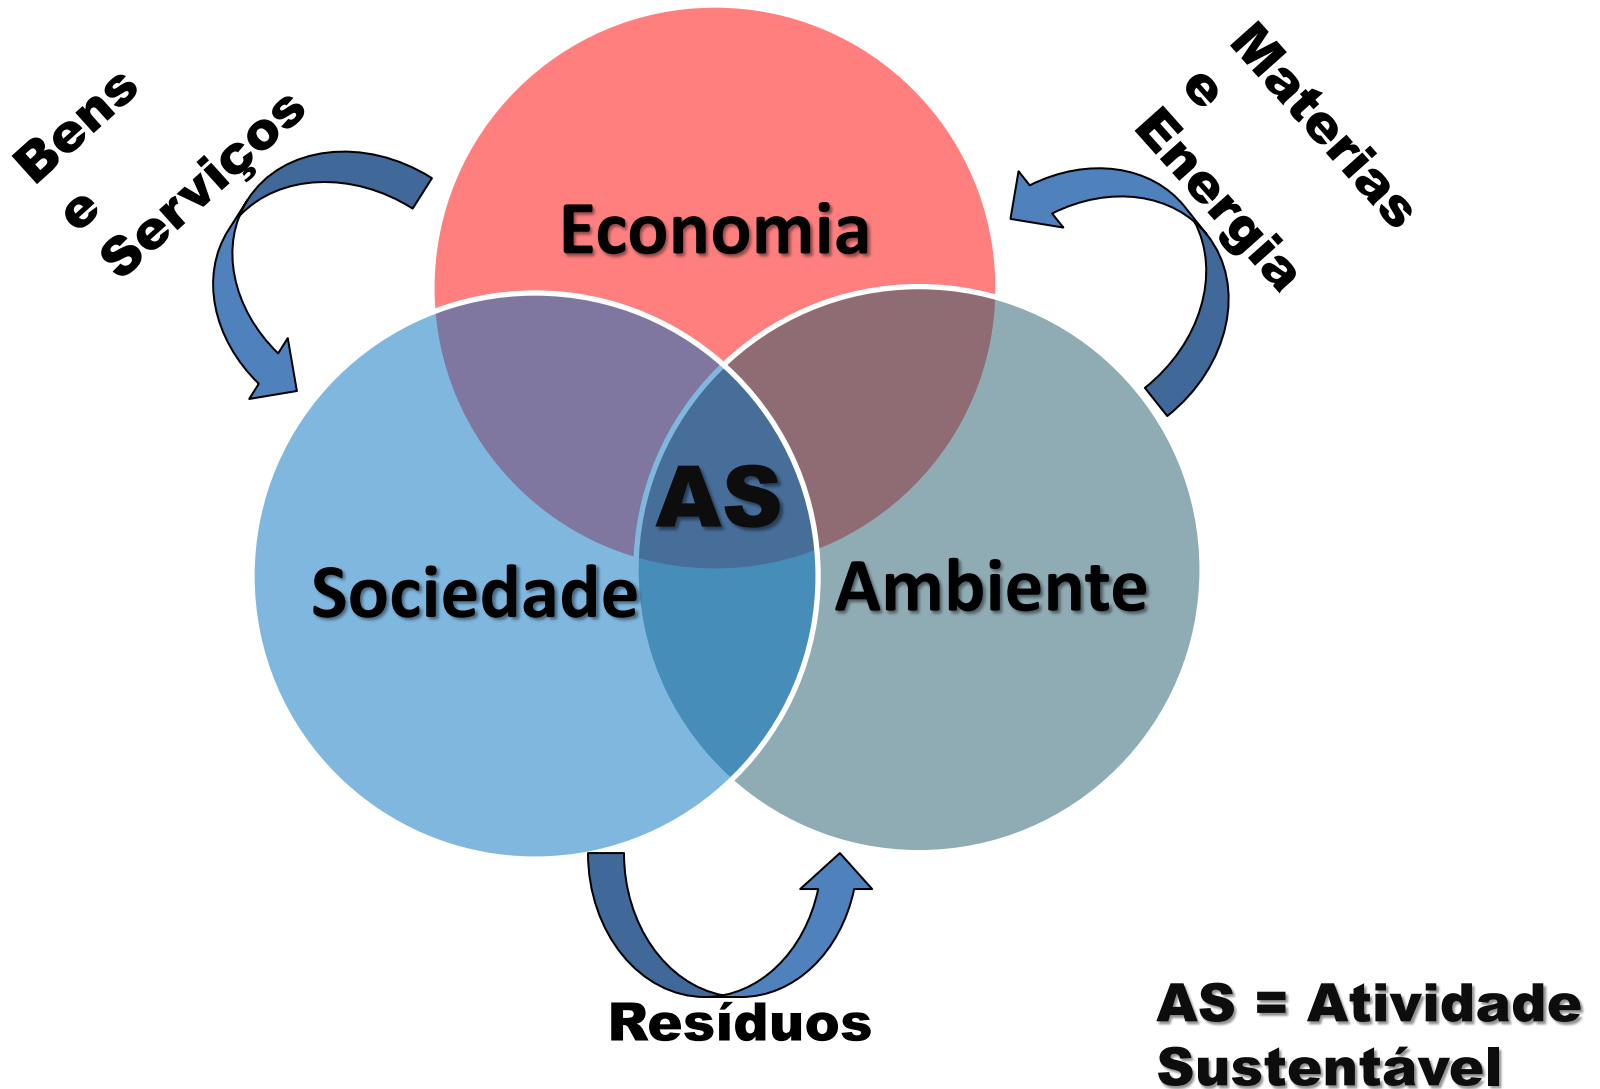 Bens
e
Serviços
Materias
e
Energia
Economia
AS
Sociedade
Ambiente
Resíduos
AS = Atividade
Sustentável